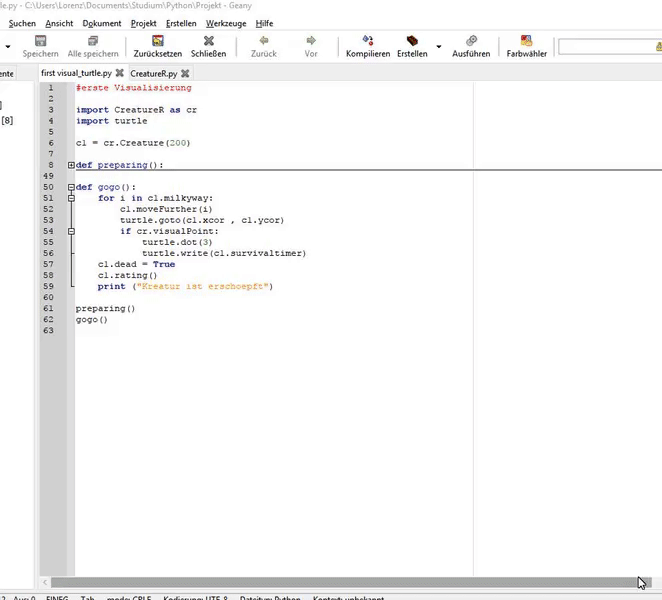 le.py - C:\Users\Lorenz\Documents\Studium\Python\Projekt - Geany
Suchen Ansicht Dokument Projekt Erstellen Werkzeuge Hilfe
Speichern Alle speichern Zurücksetzen Schließen Zurück Vor Kompilieren Erstellen Ausführen Farbwähler
ente first visual_turtle.py CreatureR.py
1 #erste Visualisierung
]
2
3 import CreatureR as cr
[8] 4 import turtle
5
6 c1 = cr.Creature(200)
7
8 def preparing():
49
50 def gogo():
51 for i in c1.milkyway:
52 c1.moveFurther(i)
53 turtle.goto(c1.xcor , c1.ycor)
54 if cr.visualPoint:
55 turtle.dot(3)
56 turtle.write(c1.survivaltimer)
57 c1.dead = True
58 c1.rating()
59 print ("Kreatur ist erschoepft")
60
61 preparing()
62 gogo()
63